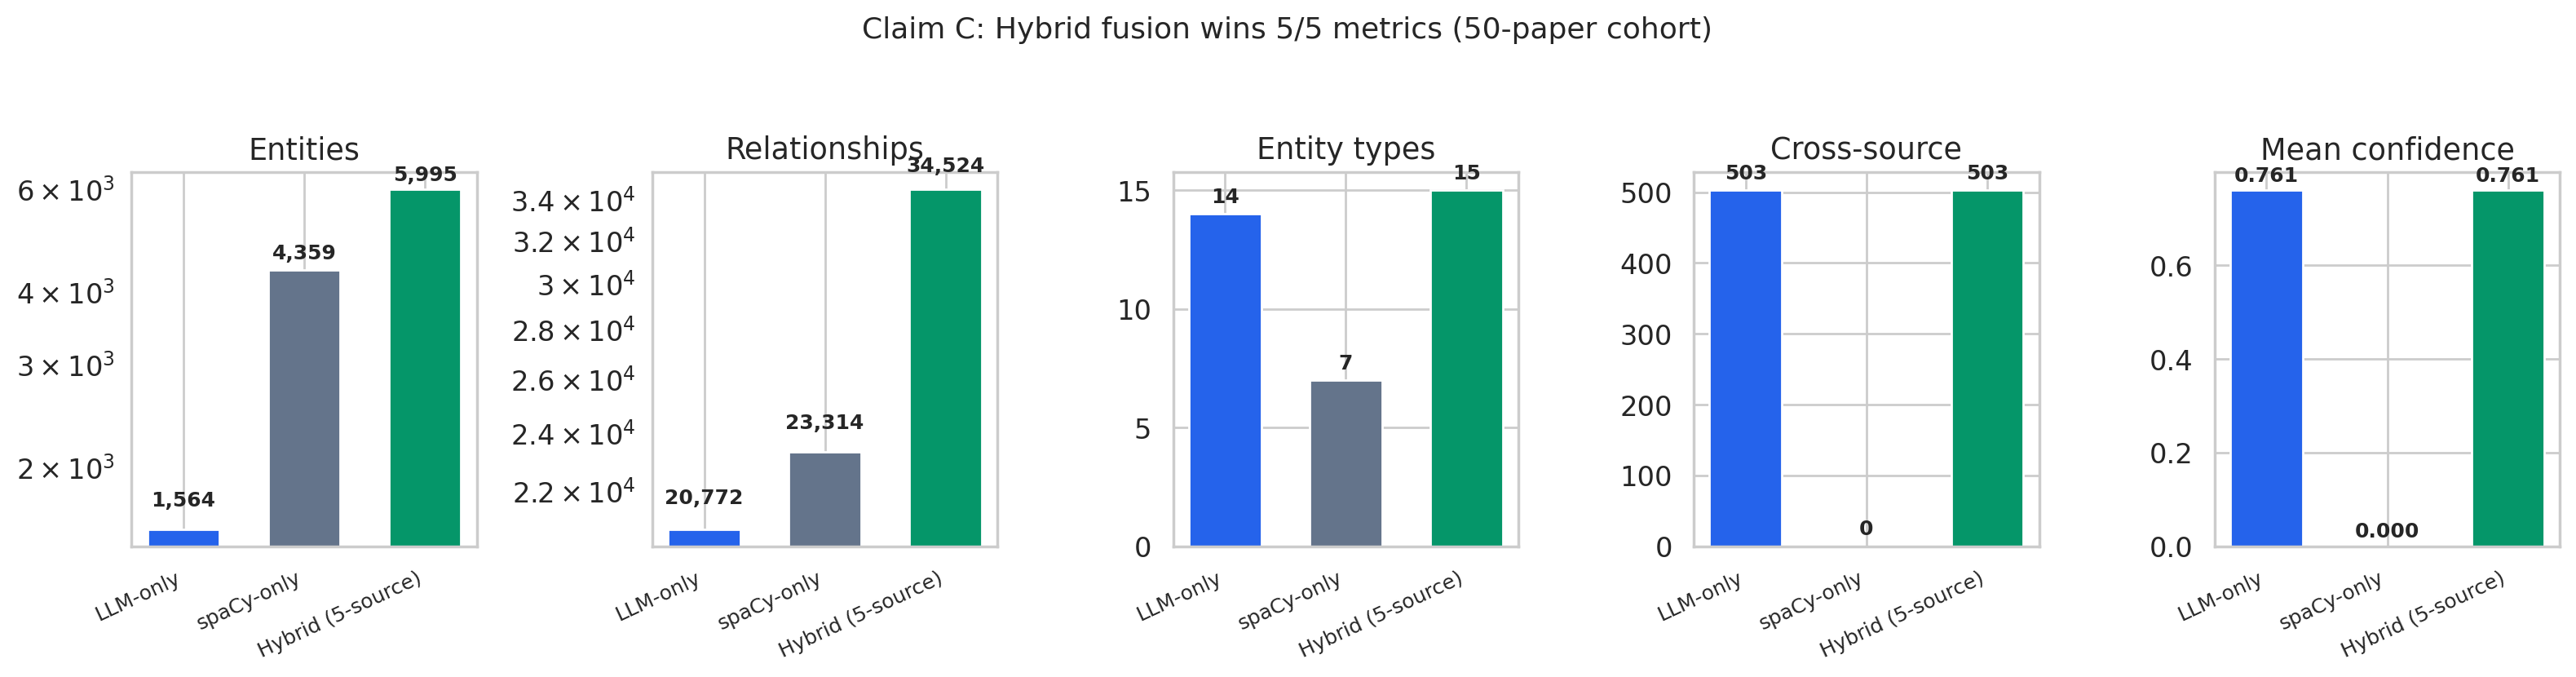 Claim C: Hybrid fusion wins 5/5 metrics (50-paper cohort)
Entities
6 × 10³
4 × 10³
3 × 10³
2 × 10³
1,564
4,359
5,995
LLM-only
spaCy-only
Hybrid (5-source)
Relationships
3.4 × 10⁴
3.2 × 10⁴
3 × 10⁴
2.8 × 10⁴
2.6 × 10⁴
2.4 × 10⁴
2.2 × 10⁴
20,772
23,314
34,524
LLM-only
spaCy-only
Hybrid (5-source)
Entity types
15
10
5
0
14
7
15
LLM-only
spaCy-only
Hybrid (5-source)
Cross-source
500
400
300
200
100
0
503
0
503
LLM-only
spaCy-only
Hybrid (5-source)
Mean confidence
0.6
0.4
0.2
0.0
0.761
0.000
0.761
LLM-only
spaCy-only
Hybrid (5-source)